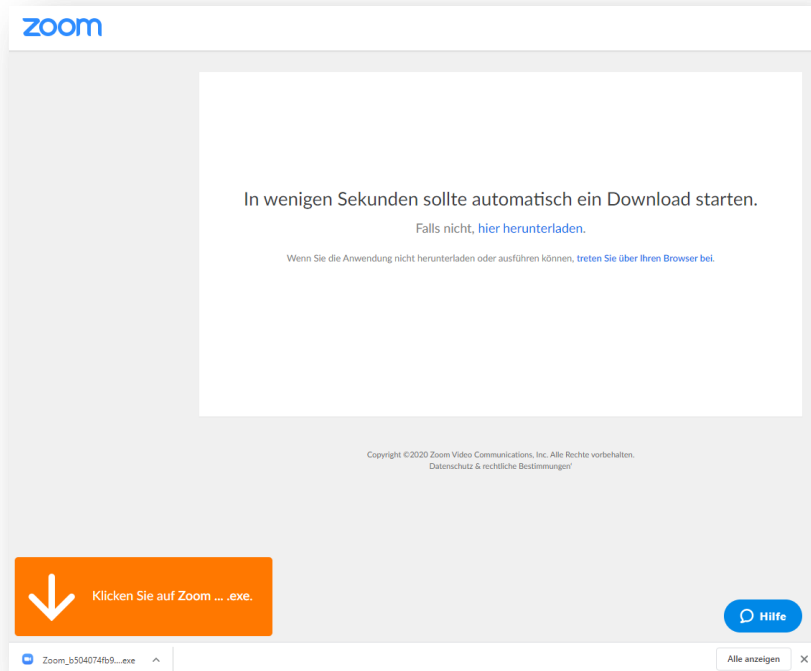 zoom
In wenigen Sekunden sollte automatisch ein Download starten.
Falls nicht, hier herunterladen.
Wenn Sie die Anwendung nicht herunterladen oder ausführen können, treten Sie über Ihren Browser bei.
Copyright ©2020 Zoom Video Communications, Inc. Alle Rechte vorbehalten.
Datenschutz & rechtliche Bestimmungen'
Klicken Sie auf Zoom ... .exe.
Hilfe
Zoom_b504074fb9....exe
Alle anzeigen